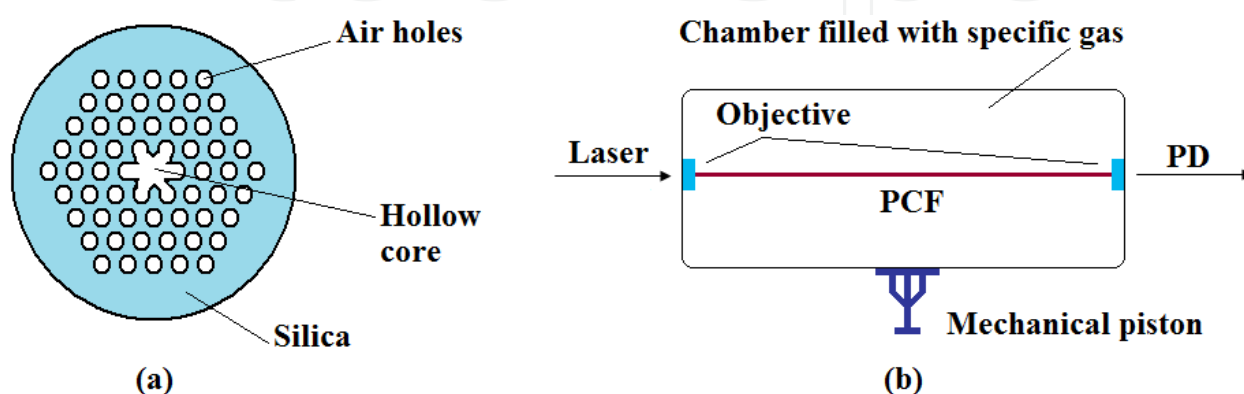 Air holes
Hollow
core
Silica
(a)
Chamber filled with specific gas
Objective
Laser
PD
PCF
Mechanical piston
(b)